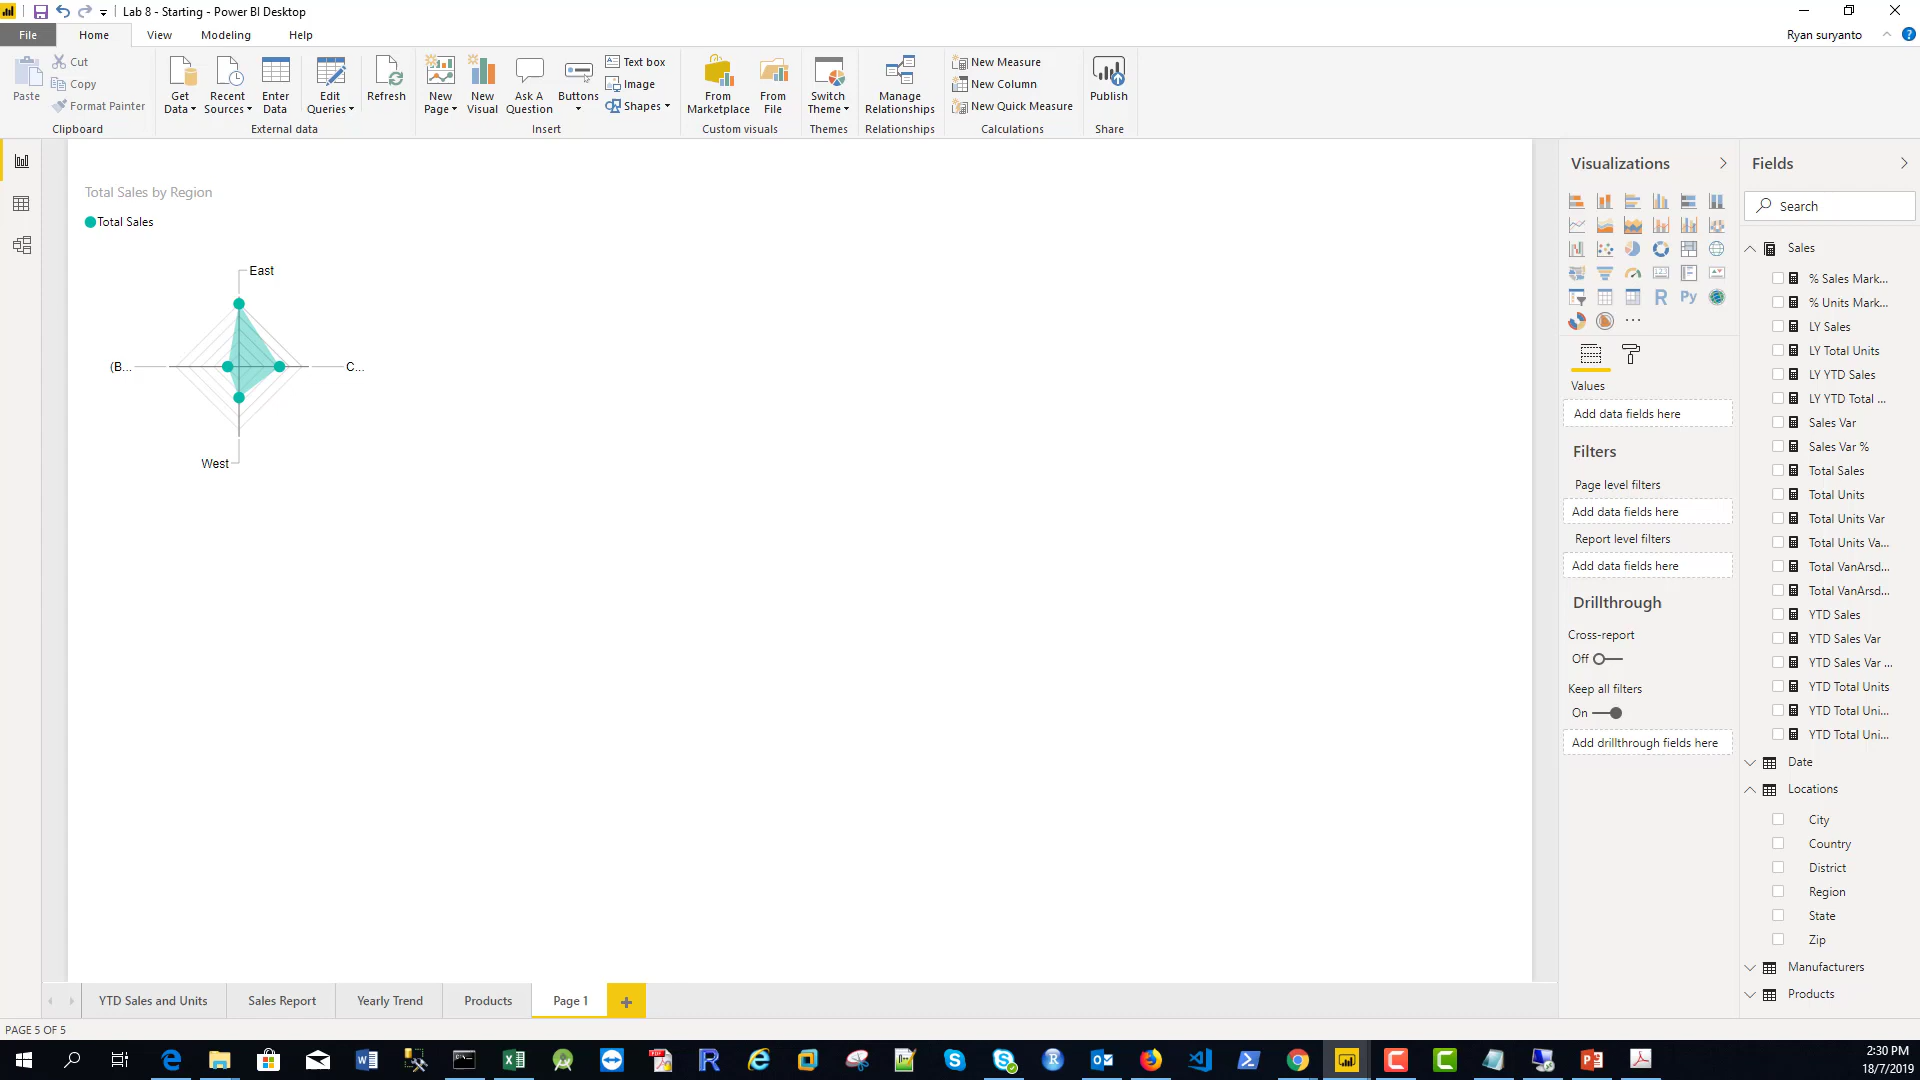 Lab 8 - Starting - Power BI Desktop
File
Home
View
Modeling
Help
Ryan suryanto
Paste
Cut
Copy
Format Painter
Clipboard
Get Data
Recent Sources
Enter Data
Edit Queries
Refresh
External data
New Page
New Visual
Ask A Question
Buttons
Text box
Image
Shapes
Insert
From Marketplace
From File
Custom visuals
Switch Theme
Themes
Manage Relationships
Relationships
New Measure
New Column
New Quick Measure
Calculations
Publish
Share
Total Sales by Region
Total Sales
East
(B...
C...
West
Visualizations
R
Py
Values
Add data fields here
Filters
Page level filters
Add data fields here
Report level filters
Add data fields here
Drillthrough
Cross-report
Off
Keep all filters
On
Add drillthrough fields here
Fields
Search
Sales
% Sales Mark...
% Units Mark...
LY Sales
LY Total Units
LY YTD Sales
LY YTD Total ...
Sales Var
Sales Var %
Total Sales
Total Units
Total Units Var
Total Units Va...
Total VanArsd...
Total VanArsd...
YTD Sales
YTD Sales Var
YTD Sales Var ...
YTD Total Units
YTD Total Uni...
YTD Total Uni...
Date
Locations
City
Country
District
Region
State
Zip
Manufacturers
Products
YTD Sales and Units
Sales Report
Yearly Trend
Products
Page 1
PAGE 5 OF 5
2:30 PM
18/7/2019